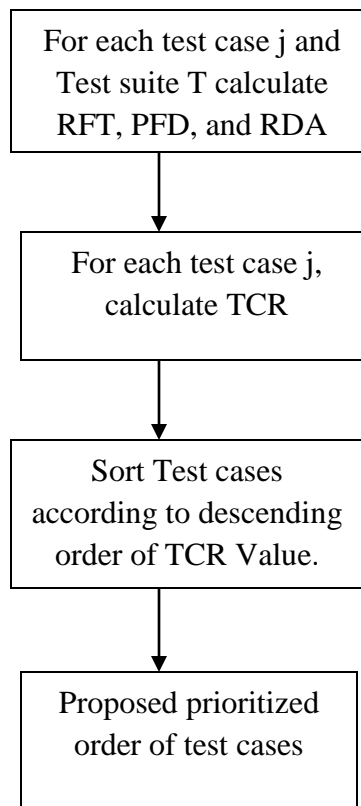 For each test case j and
Test suite T calculate
RFT, PFD, and RDA
For each test case j,
calculate TCR
Sort Test cases
according to descending
order of TCR Value.
Proposed prioritized
order of test cases